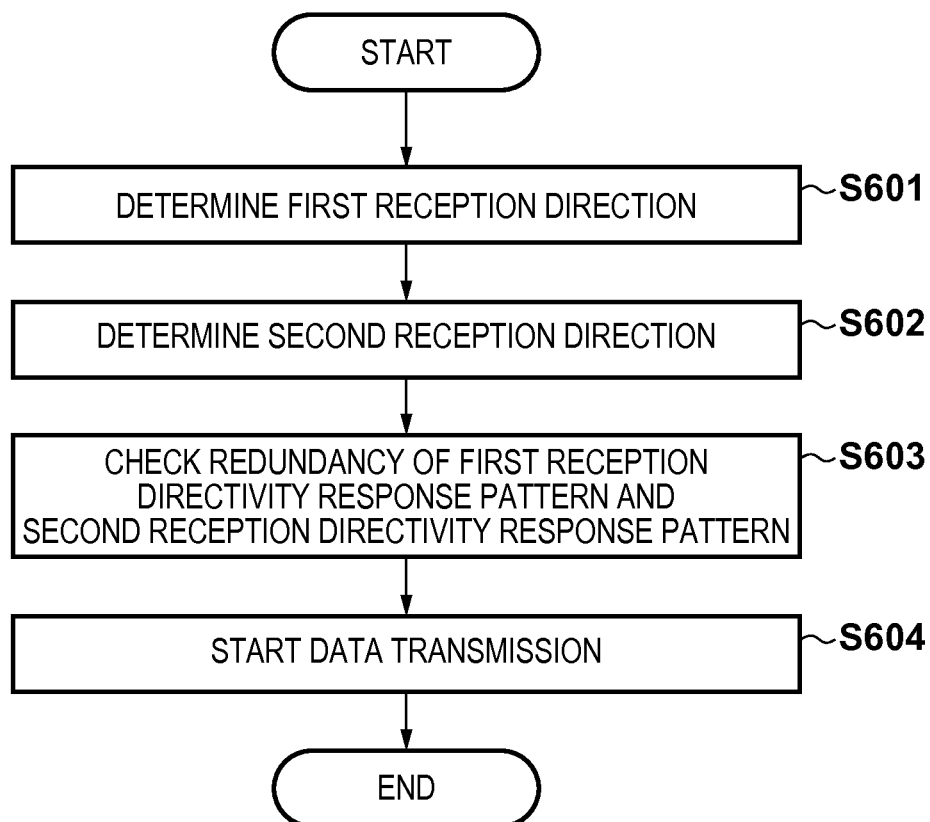 START
DETERMINE FIRST RECEPTION DIRECTION
S601
DETERMINE SECOND RECEPTION DIRECTION
S602
CHECK REDUNDANCY OF FIRST RECEPTION
DIRECTIVITY RESPONSE PATTERN AND
SECOND RECEPTION DIRECTIVITY RESPONSE PATTERN
S603
START DATA TRANSMISSION
S604
END